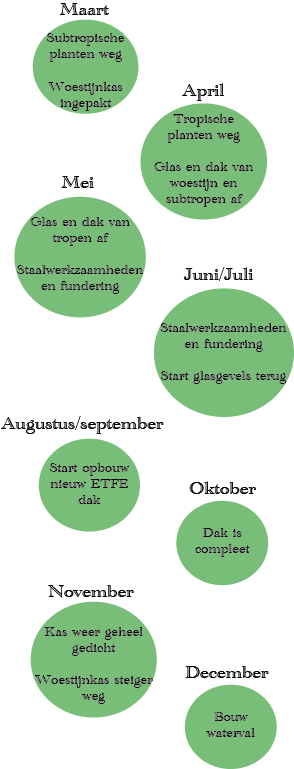 Maart
Subtropische
planten weg
Woestijnkas
ingepakt
April
Tropische
planten weg
Glas en dak van
woestijn en
subtropen af
Mei
Glas en dak van
tropen af
Staalwerkzaamheden
en fundering
Juni/Juli
Staalwerkzaamheden
en fundering
Start glasgevels terug
Augustus/september
Start opbouw
nieuw ETFE
dak
Oktober
Dak is
compleet
November
Kas weer geheel
gedicht
Woestijnkas steiger
weg
December
Bouw
waterval